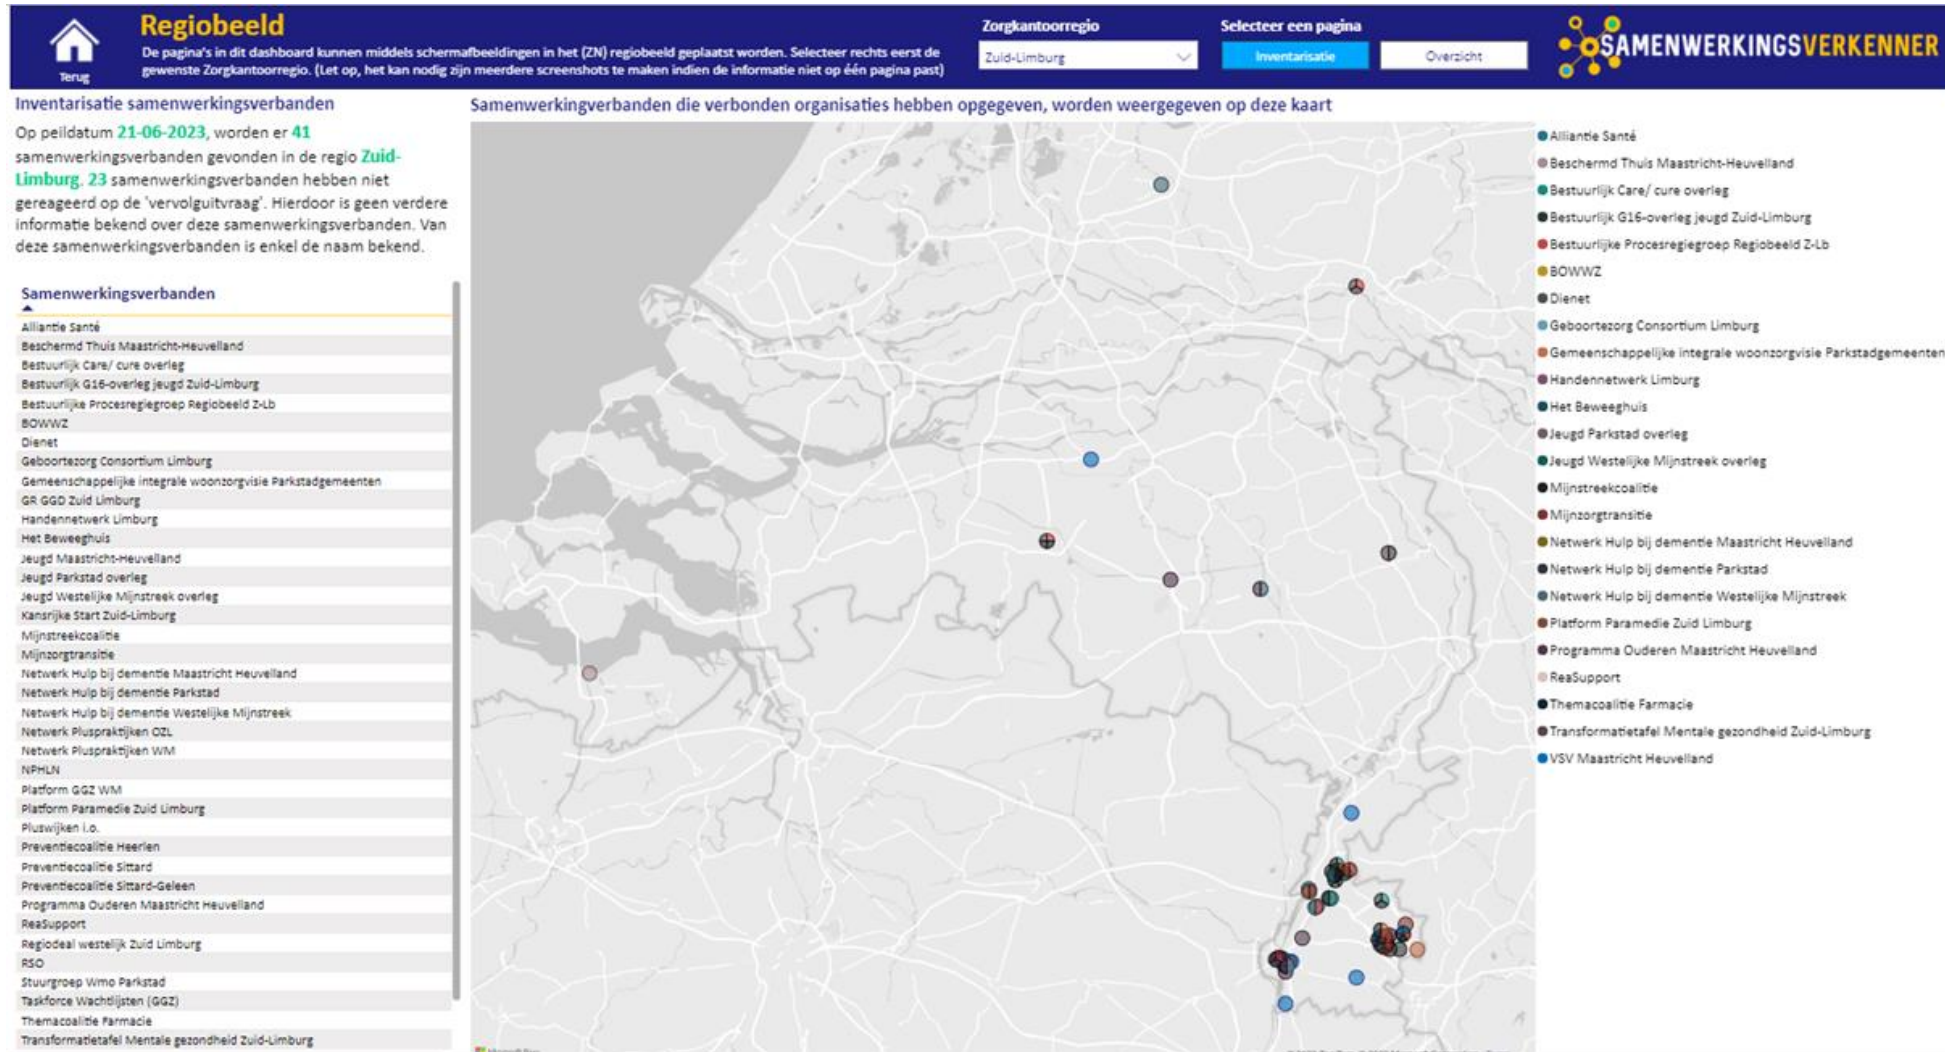 Terug
Regiobeeld
De pagina's in dit dashboard kunnen middels schermafbeeldingen in het (ZN) regiobeeld geplaatst worden. Selecteer rechts eerst de
gewenste Zorgkantoorregio. (Let op, het kan nodig zijn meerdere screenshots te maken indien de informatie niet op één pagina past)
Zorgkantoorregio
Zuid-Limburg
Selecteer een pagina
Inventarisatie
Overzicht
SAMENWERKINGSVERKENNER
Inventarisatie samenwerkingsverbanden
Op peildatum 21-06-2023, worden er 41
samenwerkingsverbanden gevonden in de regio Zuid-
Limburg. 23 samenwerkingsverbanden hebben niet
gereageerd op de 'vervolguitvraag'. Hierdoor is geen verdere
informatie bekend over deze samenwerkingsverbanden. Van
deze samenwerkingsverbanden is enkel de naam bekend.
Samenwerkingsverbanden
Alliantie Santé
Beschermd Thuis Maastricht-Heuvelland
Bestuurlijk Care/ cure overleg
Bestuurlijk G16-overleg jeugd Zuid-Limburg
Bestuurlijke Procesregiegroep Regiobeeld Z-Lb
BOWWZ
Dienet
Geboortezorg Consortium Limburg
Gemeenschappelijke integrale woonzorgvisie Parkstadgemeenten
GR GGD Zuid Limburg
Handennetwerk Limburg
Het Beweeghuis
Jeugd Maastricht-Heuvelland
Jeugd Parkstad overleg
Jeugd Westelijke Mijnstreek overleg
Kansrijke Start Zuid-Limburg
Mijnstreekcoalitie
Mijnzorgtransitie
Netwerk Hulp bij dementie Maastricht Heuvelland
Netwerk Hulp bij dementie Parkstad
Netwerk Hulp bij dementie Westelijke Mijnstreek
Netwerk Pluspraktijken OZL
Netwerk Pluspraktijken WM
NPHLN
Platform GGZ WM
Platform Paramedie Zuid Limburg
Pluswijken i.o.
Preventiecoalitie Heerlen
Preventiecoalitie Sittard
Preventiecoalitie Sittard-Geleen
Programma Ouderen Maastricht Heuvelland
ReaSupport
Regiodeal westelijk Zuid Limburg
RSO
Stuurgroep Wmo Parkstad
Taskforce Wachtlijsten (GGZ)
Themacoalitie Farmacie
Transformatietafel Mentale gezondheid Zuid-Limburg
Samenwerkingverbanden die verbonden organisaties hebben opgegeven, worden weergegeven op deze kaart
Alliantie Santé
Beschermd Thuis Maastricht-Heuvelland
Bestuurlijk Care/ cure overleg
Bestuurlijk G16-overleg jeugd Zuid-Limburg
Bestuurlijke Procesregiegroep Regiobeeld Z-Lb
BOWWZ
Dienet
Geboortezorg Consortium Limburg
Gemeenschappelijke integrale woonzorgvisie Parkstadgemeenten
Handennetwerk Limburg
Het Beweeghuis
Jeugd Parkstad overleg
Jeugd Westelijke Mijnstreek overleg
Mijnstreekcoalitie
Mijnzorgtransitie
Netwerk Hulp bij dementie Maastricht Heuvelland
Netwerk Hulp bij dementie Parkstad
Netwerk Hulp bij dementie Westelijke Mijnstreek
Platform Paramedie Zuid Limburg
Programma Ouderen Maastricht Heuvelland
ReaSupport
Themacoalitie Farmacie
Transformatietafel Mentale gezondheid Zuid-Limburg
VSV Maastricht Heuvelland